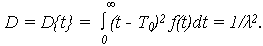 D = D{t} = ∫₀^∞ (t - T₀)² f(t)dt = 1/λ².